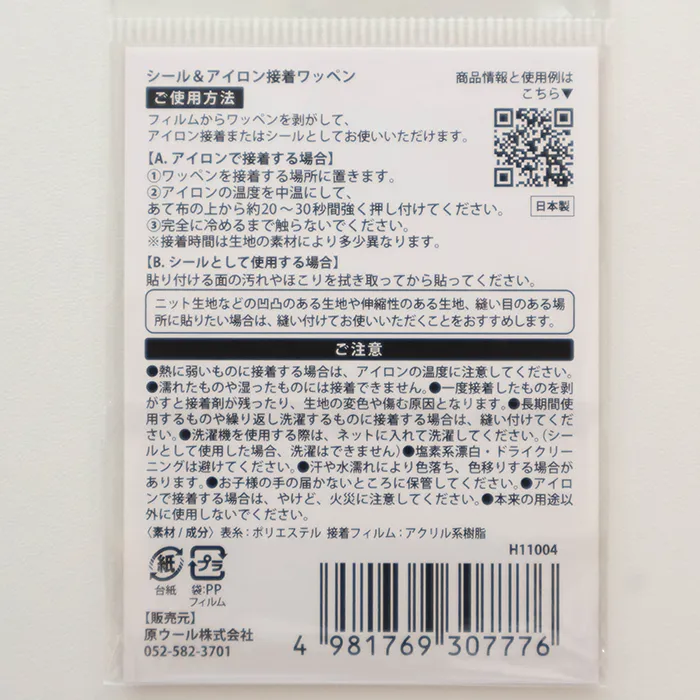 シール＆アイロン接着ワッペン
商品情報と使用例は
こちら▼
ご使用方法
フィルムからワッペンを剥がして、
アイロン接着またはシールとしてお使いいただけます。
【A. アイロンで接着する場合】
①ワッペンを接着する場所に置きます。
②アイロンの温度を中温にして、
あて布の上から約20～30秒間強く押し付けてください。
③完全に冷めるまで触らないでください。
※接着時間は生地の素材により多少異なります。
日本製
【B. シールとして使用する場合】
貼り付ける面の汚れやほこりを拭き取ってから貼ってください。
ニット生地などの凹凸のある生地や伸縮性のある生地、縫い目のある場
所に貼りたい場合は、縫い付けてお使いいただくことをおすすめします。
ご注意
●熱に弱いものに接着する場合は、アイロンの温度に注意してください。
●濡れたものや湿ったものには接着できません。●一度接着したものを剥
がすと接着剤が残ったり、生地の変色や傷む原因となります。●長期間使
用するものや繰り返し洗濯するものに接着する場合は、縫い付けてくださ
い。●洗濯機を使用する際は、ネットに入れて洗濯してください。（シール
として使用した場合、洗濯はできません）●塩素系漂白・ドライクリー
ニングは避けてください。●汗や水濡れにより色落ち、色移りする場合が
あります。●お子様の手の届かないところに保管してください。●アイロ
ンで接着する場合は、やけど、火災に注意してください。●本来の用途以
外に使用しないでください。
〈素材 / 成分〉 表糸：ポリエステル 接着フィルム：アクリル系樹脂
H11004
紙
台紙
プラ
袋：PP
フィルム
【販売元】
原ウール株式会社
052-582-3701
4 981769 307776